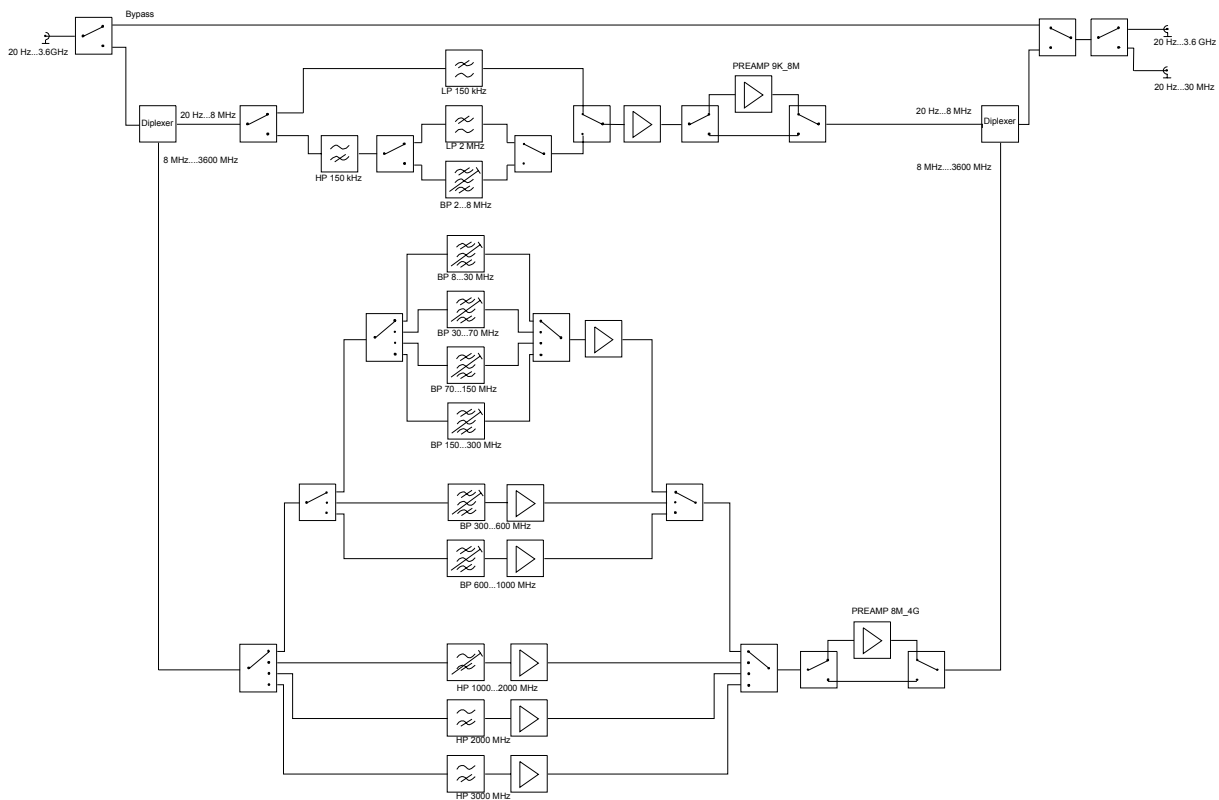 Bypass
20 Hz...3.6GHz
20 Hz...3.6 GHz
20 Hz...30 MHz
PREAMP 9K_8M
LP 150 kHz
Diplexer
20 Hz...8 MHz
20 Hz...8 MHz
Diplexer
LP 2 MHz
8 MHz....3600 MHz
8 MHz....3600 MHz
HP 150 kHz
BP 2...8 MHz
BP 8...30 MHz
BP 30...70 MHz
BP 70...150 MHz
BP 150...300 MHz
BP 300...600 MHz
BP 600...1000 MHz
PREAMP 8M_4G
HP 1000...2000 MHz
HP 2000 MHz
HP 3000 MHz